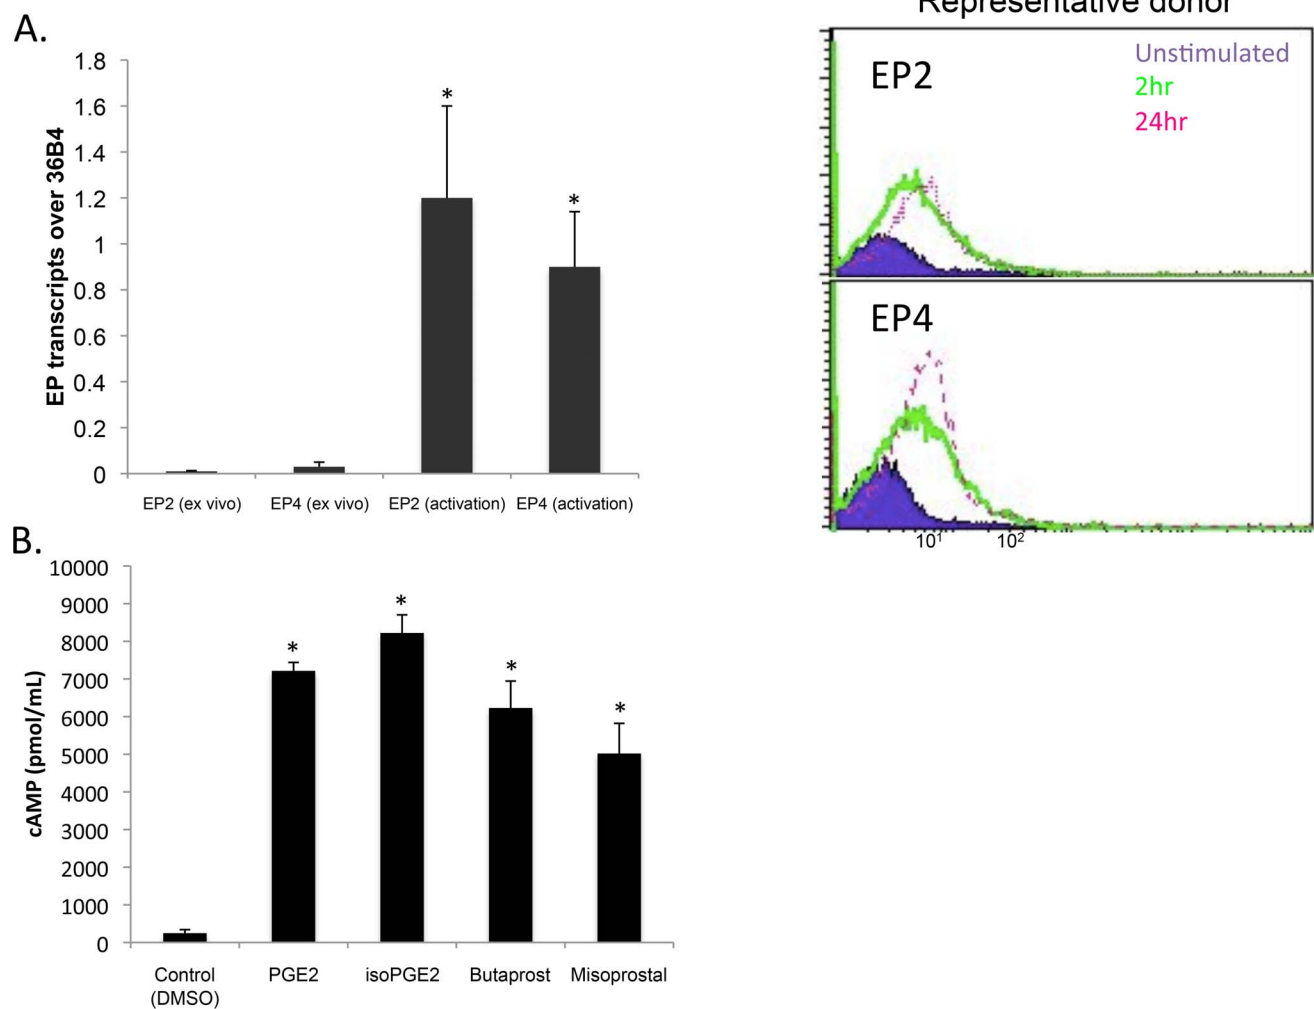 A.
EP transcripts over 36B4
1.8
1.6
1.4
1.2
1
0.8
0.6
0.4
0.2
0
*
*
EP2 (ex vivo)
EP4 (ex vivo)
EP2 (activation)
EP4 (activation)
Representative donor
EP2
Unstimulated
2hr
24hr
EP4
10¹
10²
B.
cAMP (pmol/mL)
10000
9000
8000
7000
6000
5000
4000
3000
2000
1000
0
*
*
*
*
Control
(DMSO)
PGE2
isoPGE2
Butaprost
Misoprostal